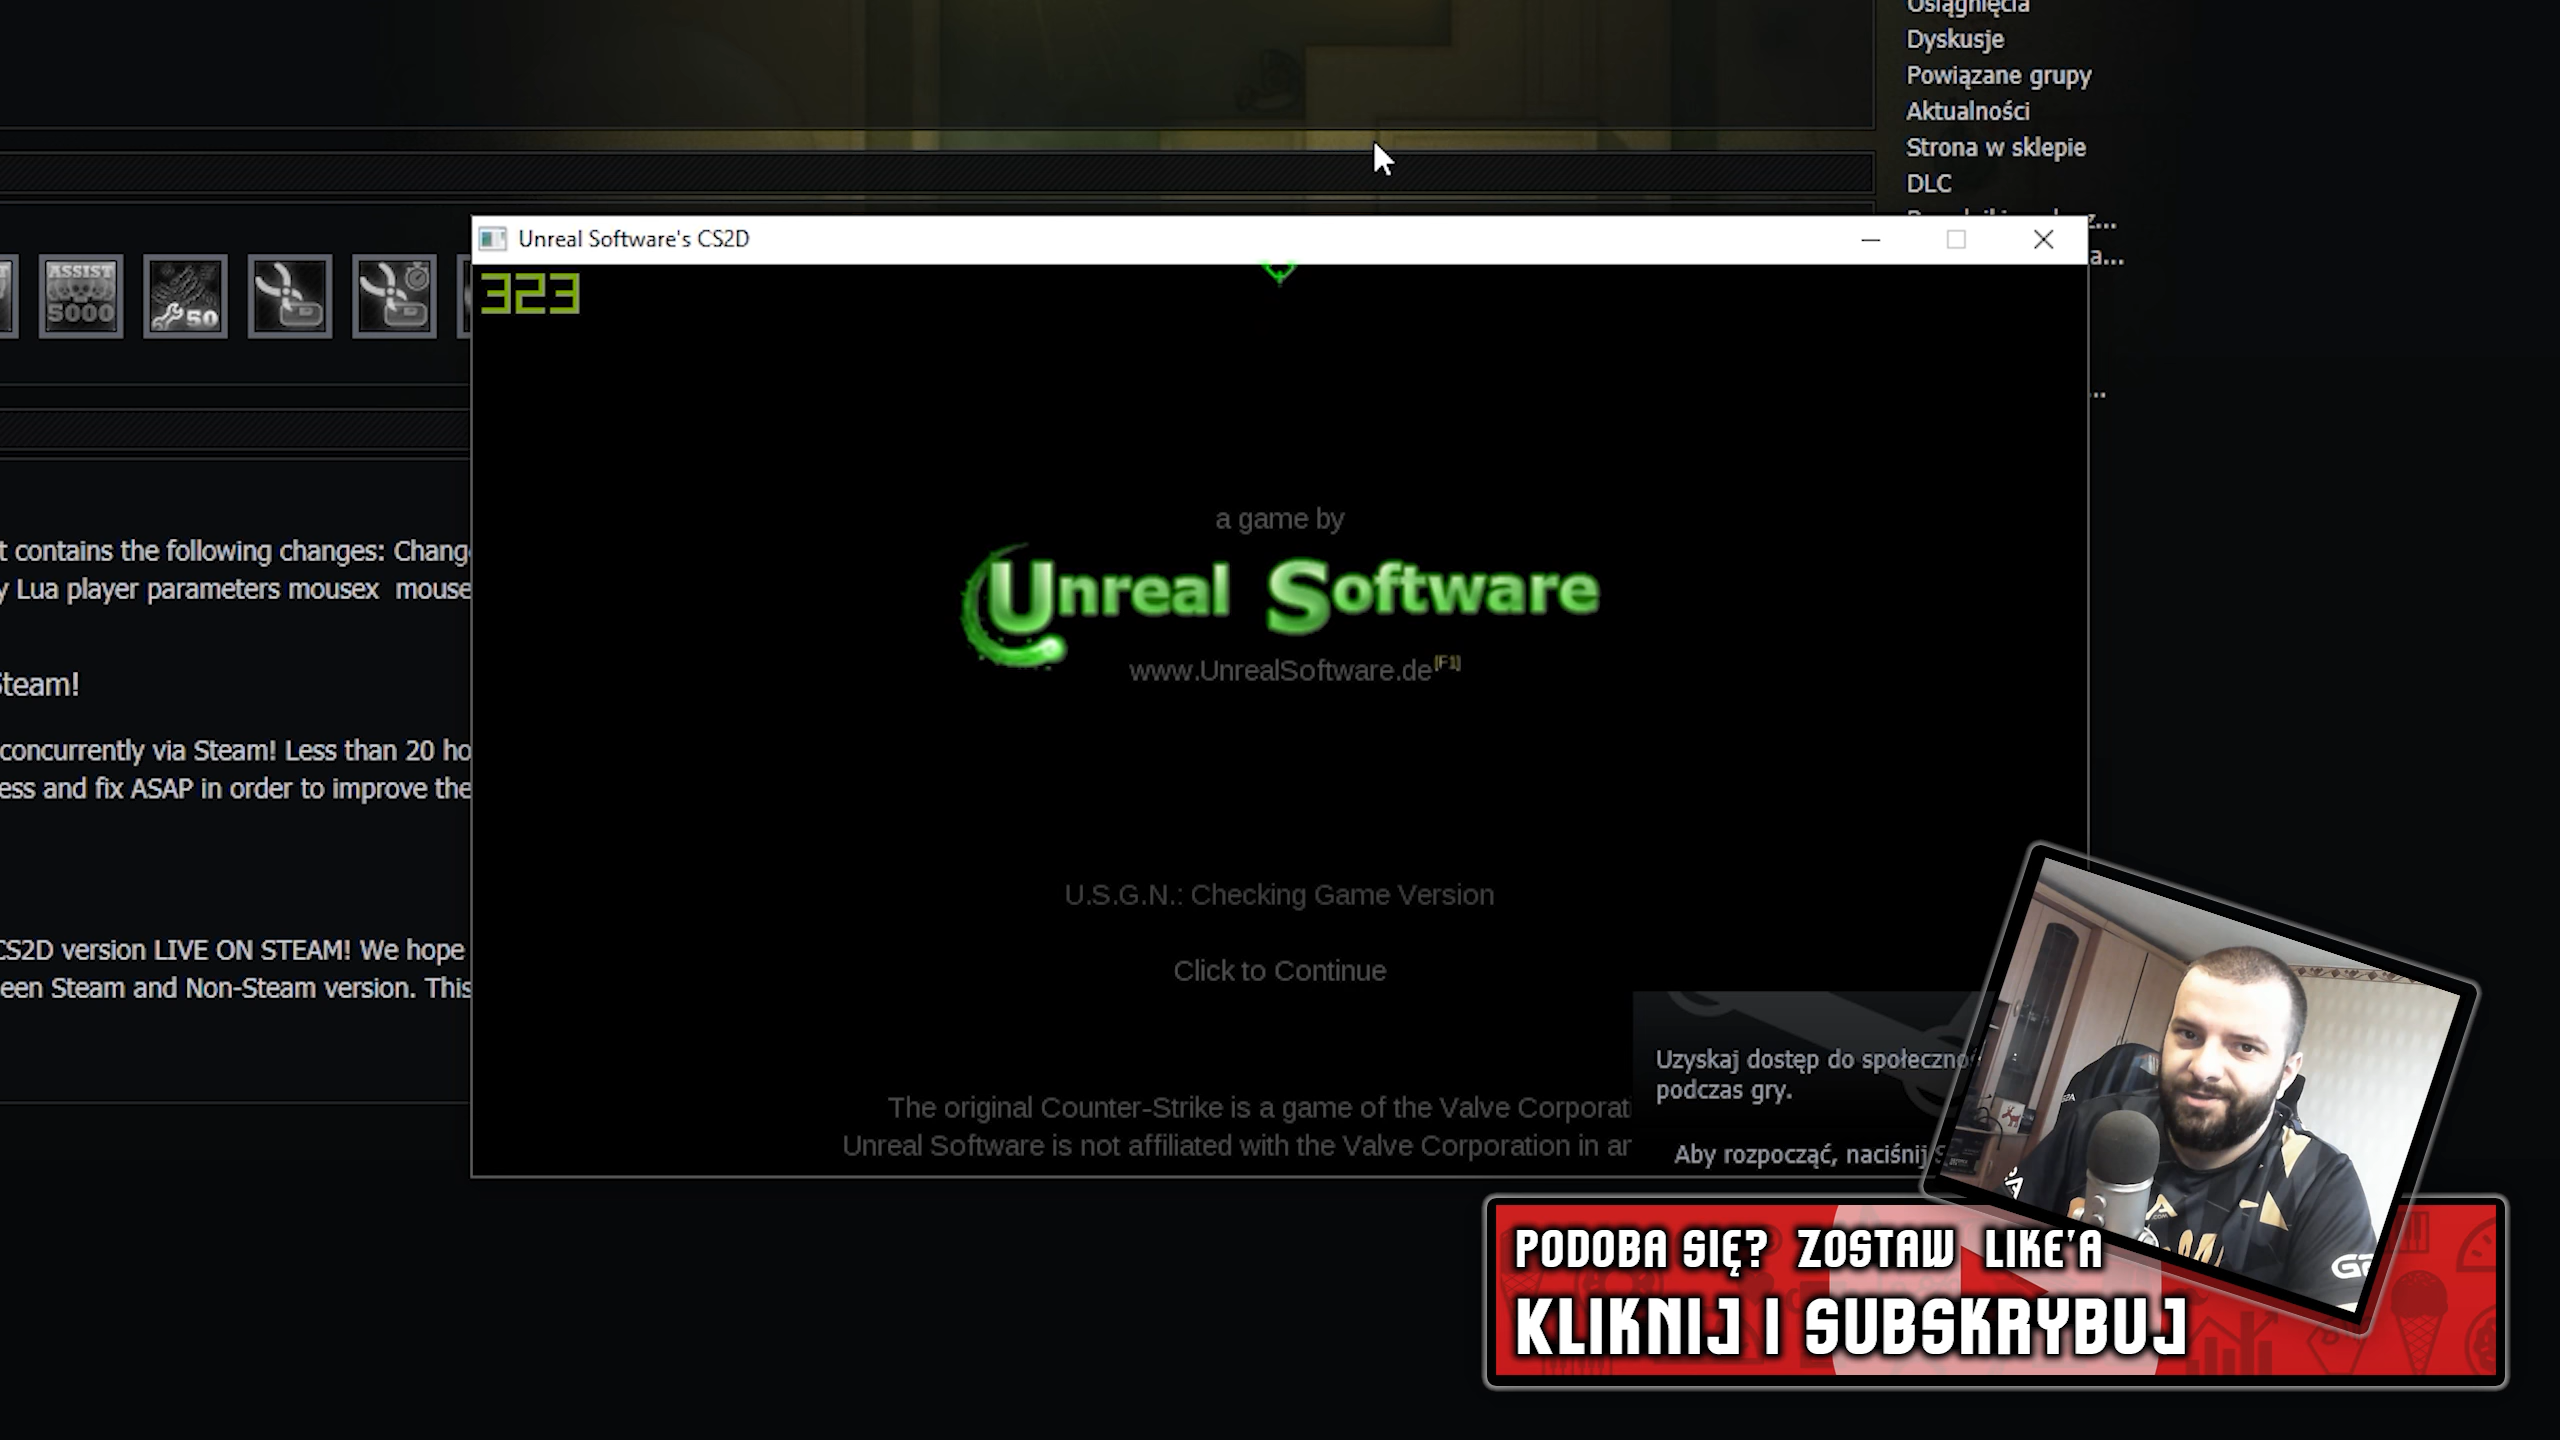 Osiągnięcia
Dyskusje
Powiązane grupy
Aktualności
Strona w sklepie
DLC
z...
a...
...
ASSIST
5000
50
Unreal Software's CS2D
323
a game by
Unreal Software
www.UnrealSoftware.de[F1]
U.S.G.N.: Checking Game Version
Click to Continue
The original Counter-Strike is a game of the Valve Corporati
Unreal Software is not affiliated with the Valve Corporation in ar
t contains the following changes: Chang
y Lua player parameters mousex mouse
Steam!
concurrently via Steam! Less than 20 ho
ess and fix ASAP in order to improve the
CS2D version LIVE ON STEAM! We hope
een Steam and Non-Steam version. This
Uzyskaj dostęp do społecznoś
podczas gry.
Aby rozpocząć, naciśnij S
PODOBA SIĘ? ZOSTAW LIKE'A
KLIKNIJ I SUBSKRYBUJ